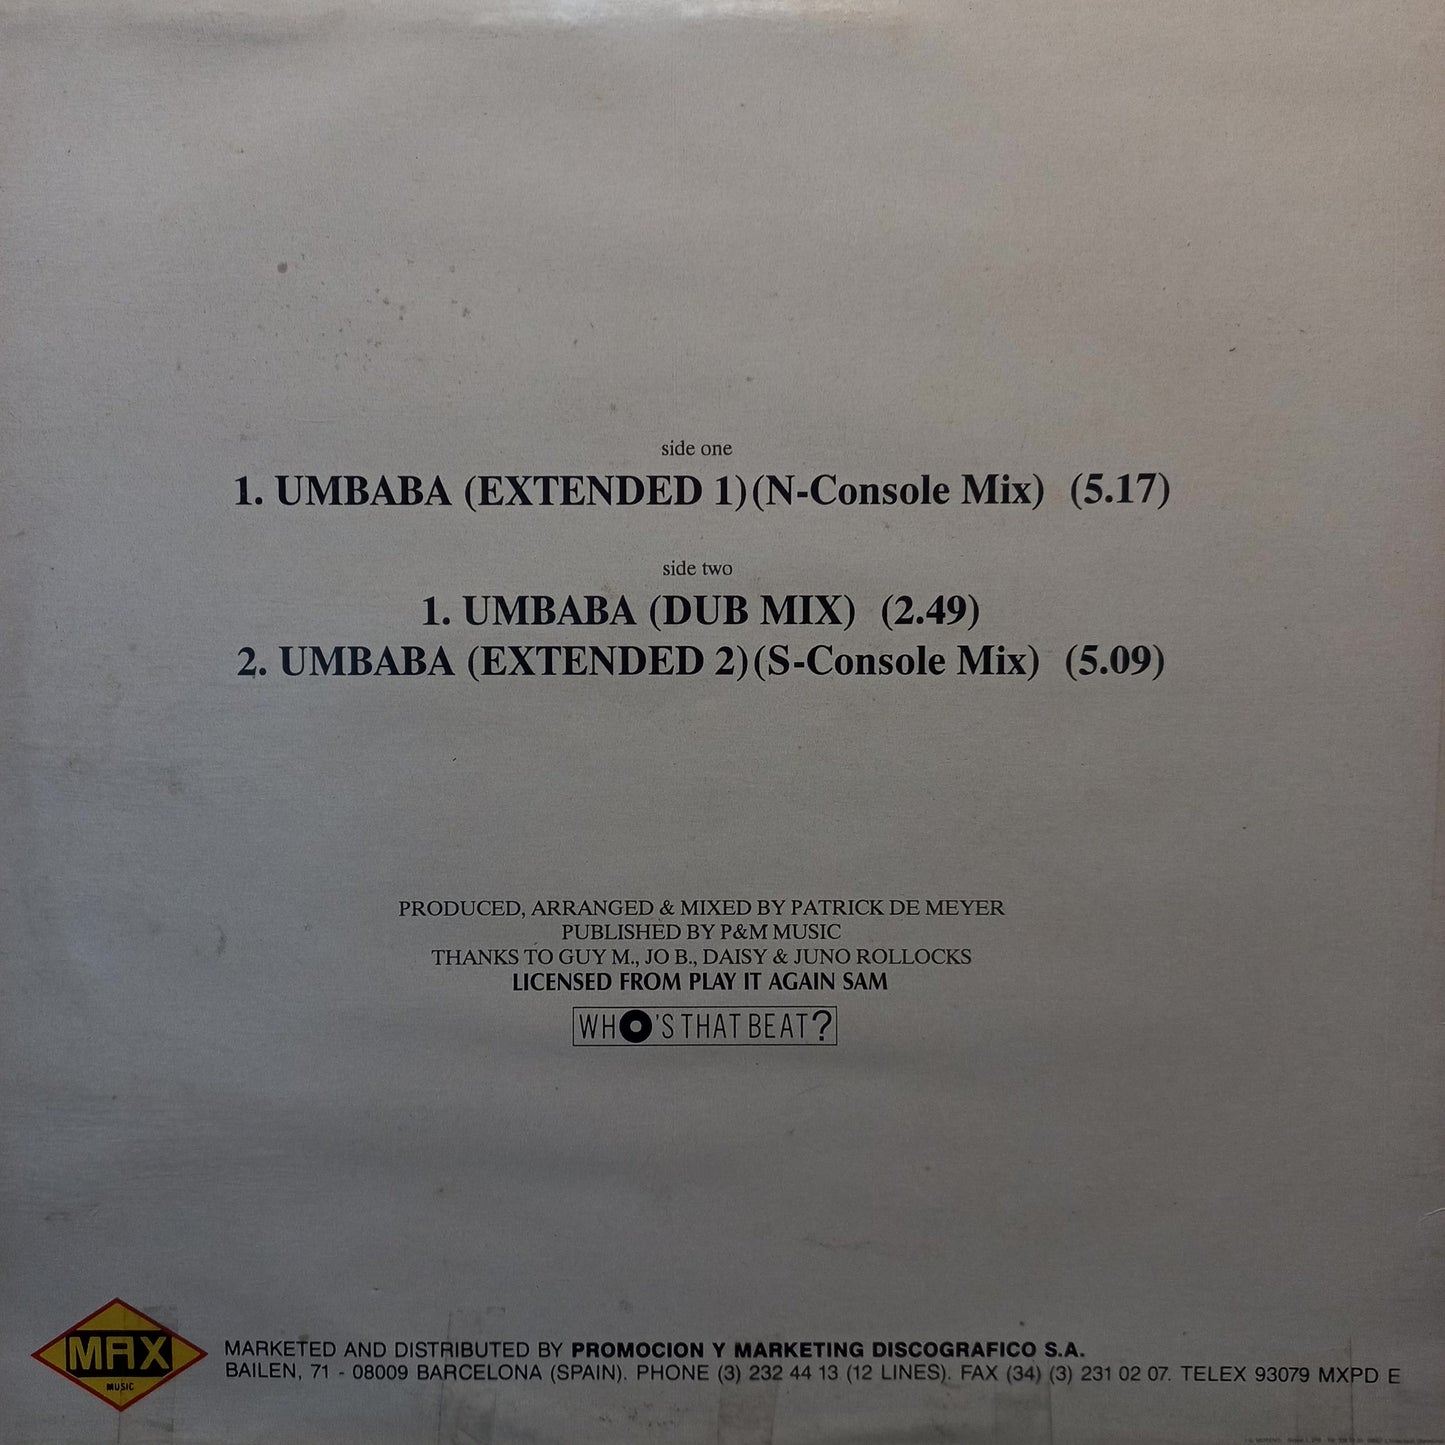 side one
1. UMBABA (EXTENDED 1)(N-Console Mix) (5.17)
side two
1. UMBABA (DUB MIX) (2.49)
2. UMBABA (EXTENDED 2)(S-Console Mix) (5.09)
PRODUCED, ARRANGED & MIXED BY PATRICK DE MEYER
PUBLISHED BY P&M MUSIC
THANKS TO GUY M., JO B., DAISY & JUNO ROLLOCKS
LICENSED FROM PLAY IT AGAIN SAM
WHO'S THAT BEAT?
MAX
MUSIC
MARKETED AND DISTRIBUTED BY PROMOCION Y MARKETING DISCOGRAFICO S.A.
BAILEN, 71 - 08009 BARCELONA (SPAIN). PHONE (3) 232 44 13 (12 LINES). FAX (34) (3) 231 02 07. TELEX 93079 MXPD E